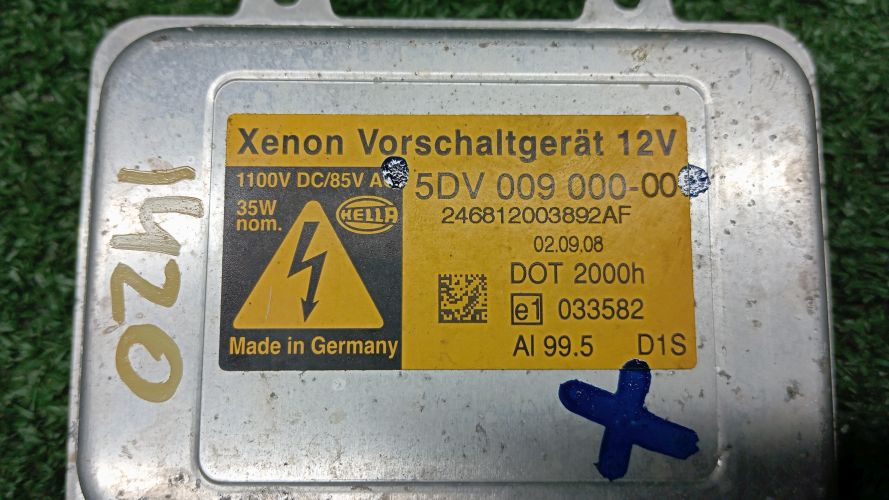 Xenon Vorschaltgerät 12V
1100V DC/85V A
5DV 009 000-00
35W
nom.
HELLA
246812003892AF
02.09.08
DOT 2000h
e1 033582
Made in Germany
Al 99.5 D1S
1420